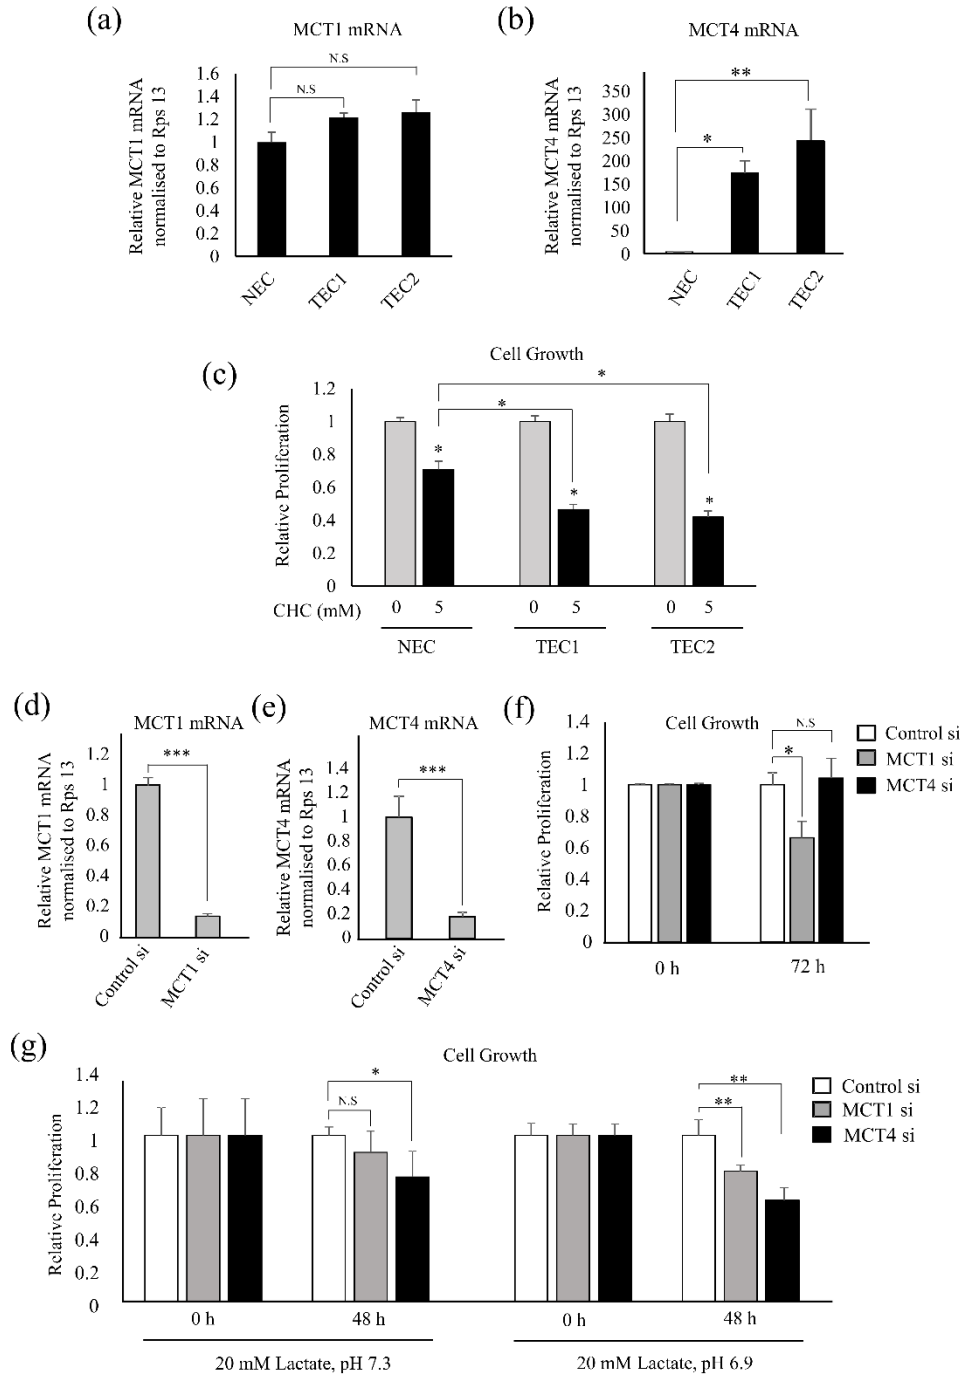 (a)
MCT1 mRNA
Relative MCT1 mRNA
normalised to Rps 13
1.6
1.4
1.2
1
0.8
0.6
0.4
0.2
0
N.S
N.S
NEC
TEC1
TEC2
(b)
MCT4 mRNA
Relative MCT4 mRNA
normalised to Rps 13
350
300
250
200
150
100
50
0
**
*
NEC
TEC1
TEC2
(c)
Cell Growth
Relative Proliferation
1.2
1
0.8
0.6
0.4
0.2
0
*
*
*
*
*
CHC (mM)
0 5 0 5 0 5
NEC TEC1 TEC2
(d)
MCT1 mRNA
Relative MCT1 mRNA
normalised to Rps 13
1.2
1
0.8
0.6
0.4
0.2
0
***
Control si
MCT1 si
(e)
MCT4 mRNA
Relative MCT4 mRNA
normalised to Rps 13
1.4
1.2
1
0.8
0.6
0.4
0.2
0
***
Control si
MCT4 si
(f)
Cell Growth
Relative Proliferation
1.4
1.2
1
0.8
0.6
0.4
0.2
0
N.S
*
0 h 72 h
Control si
MCT1 si
MCT4 si
(g)
Cell Growth
Relative Proliferation
1.4
1.2
1
0.8
0.6
0.4
0.2
0
*
N.S
**
**
Control si
MCT1 si
MCT4 si
0 h 48 h 0 h 48 h
20 mM Lactate, pH 7.3 20 mM Lactate, pH 6.9